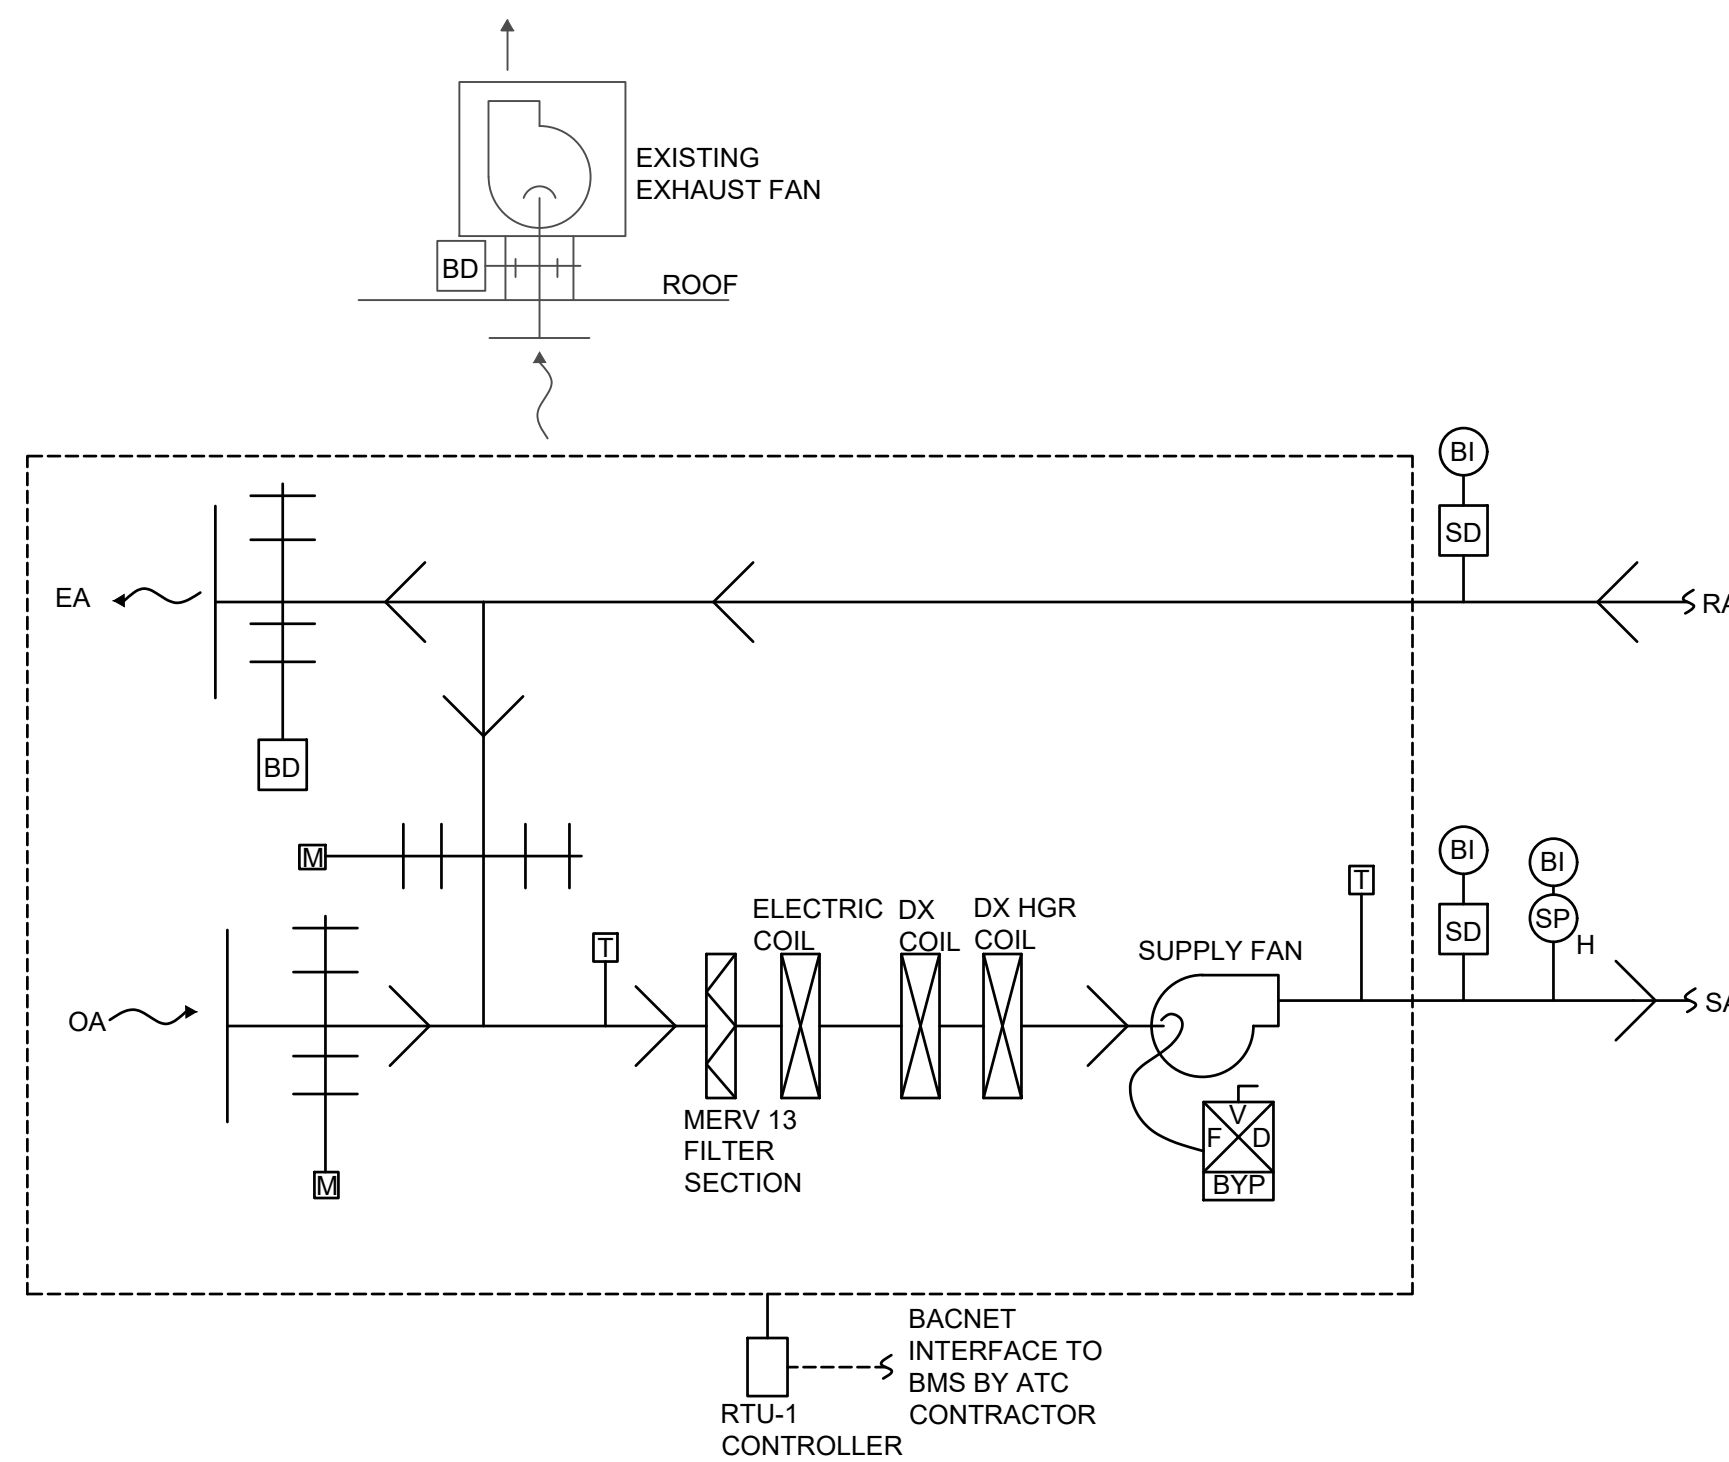 EXISTING
EXHAUST FAN
BD
ROOF
BI
SD
EA
RA
BD
M
BI
BI
T
ELECTRIC
COIL
DX
COIL
DX HGR
COIL
SP
SD
H
T
SUPPLY FAN
OA
SA
MERV 13
FILTER
SECTION
V
F D
BYP
M
BACNET
INTERFACE TO
BMS BY ATC
CONTRACTOR
RTU-1
CONTROLLER